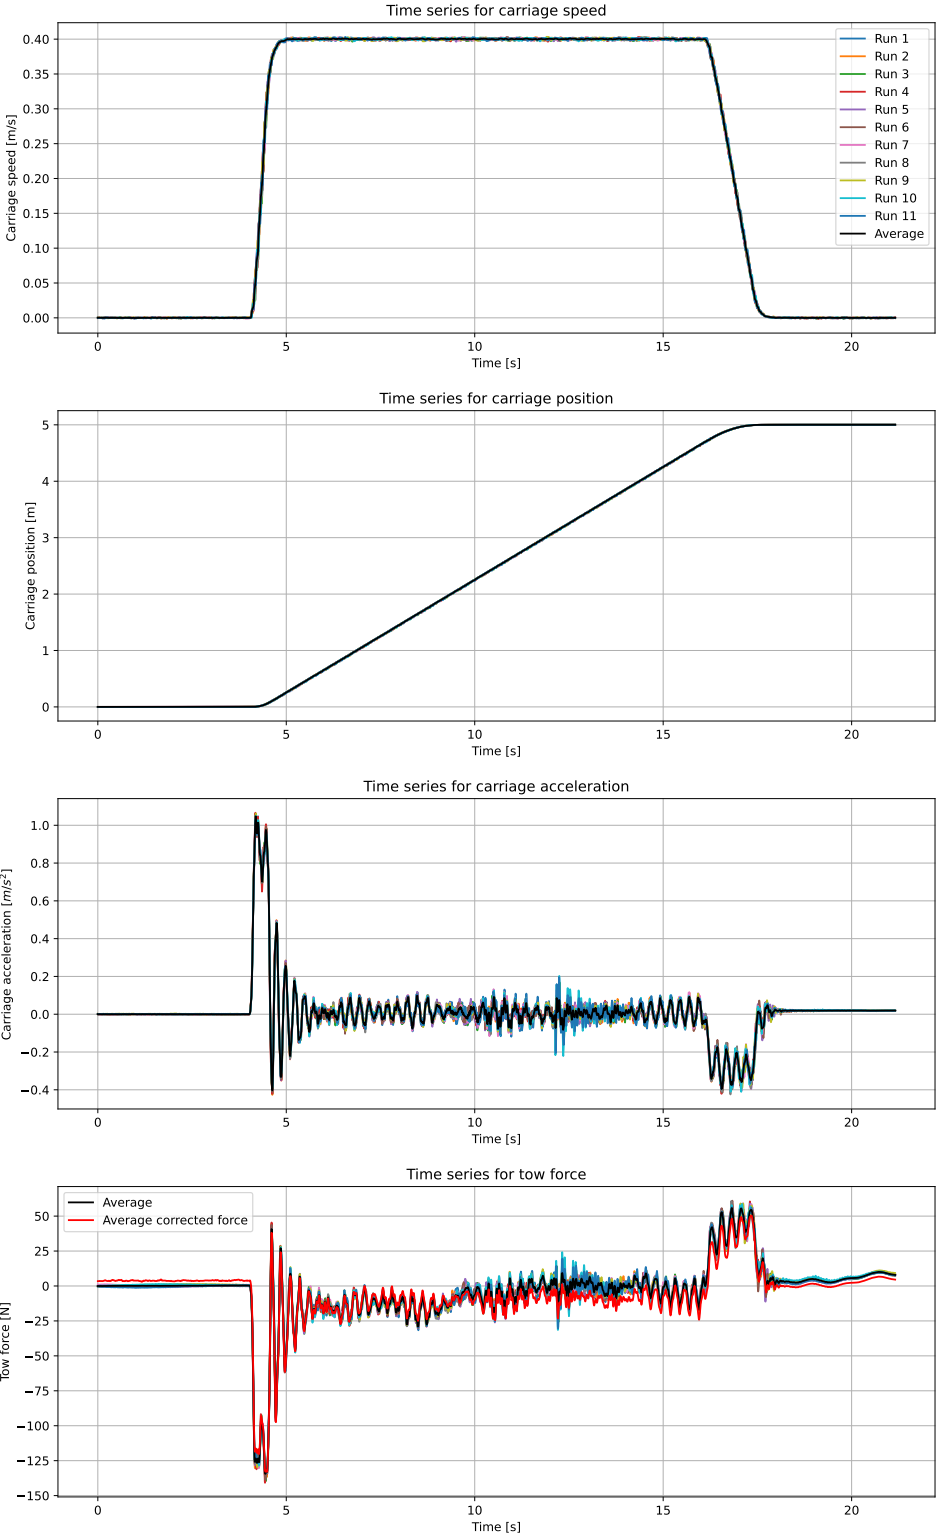 Time series for carriage speed
Carriage speed [m/s]
0.40
0.35
0.30
0.25
0.20
0.15
0.10
0.05
0.00
Run 1
Run 2
Run 3
Run 4
Run 5
Run 6
Run 7
Run 8
Run 9
Run 10
Run 11
Average
0 5 10 15 20
Time [s]
Time series for carriage position
Carriage position [m]
5
4
3
2
1
0
0 5 10 15 20
Time [s]
Time series for carriage acceleration
Carriage acceleration [m/s²]
1.0
0.8
0.6
0.4
0.2
0.0
−0.2
−0.4
0 5 10 15 20
Time [s]
Time series for tow force
Tow force [N]
50
25
0
−25
−50
−75
−100
−125
−150
Average
Average corrected force
0 5 10 15 20
Time [s]